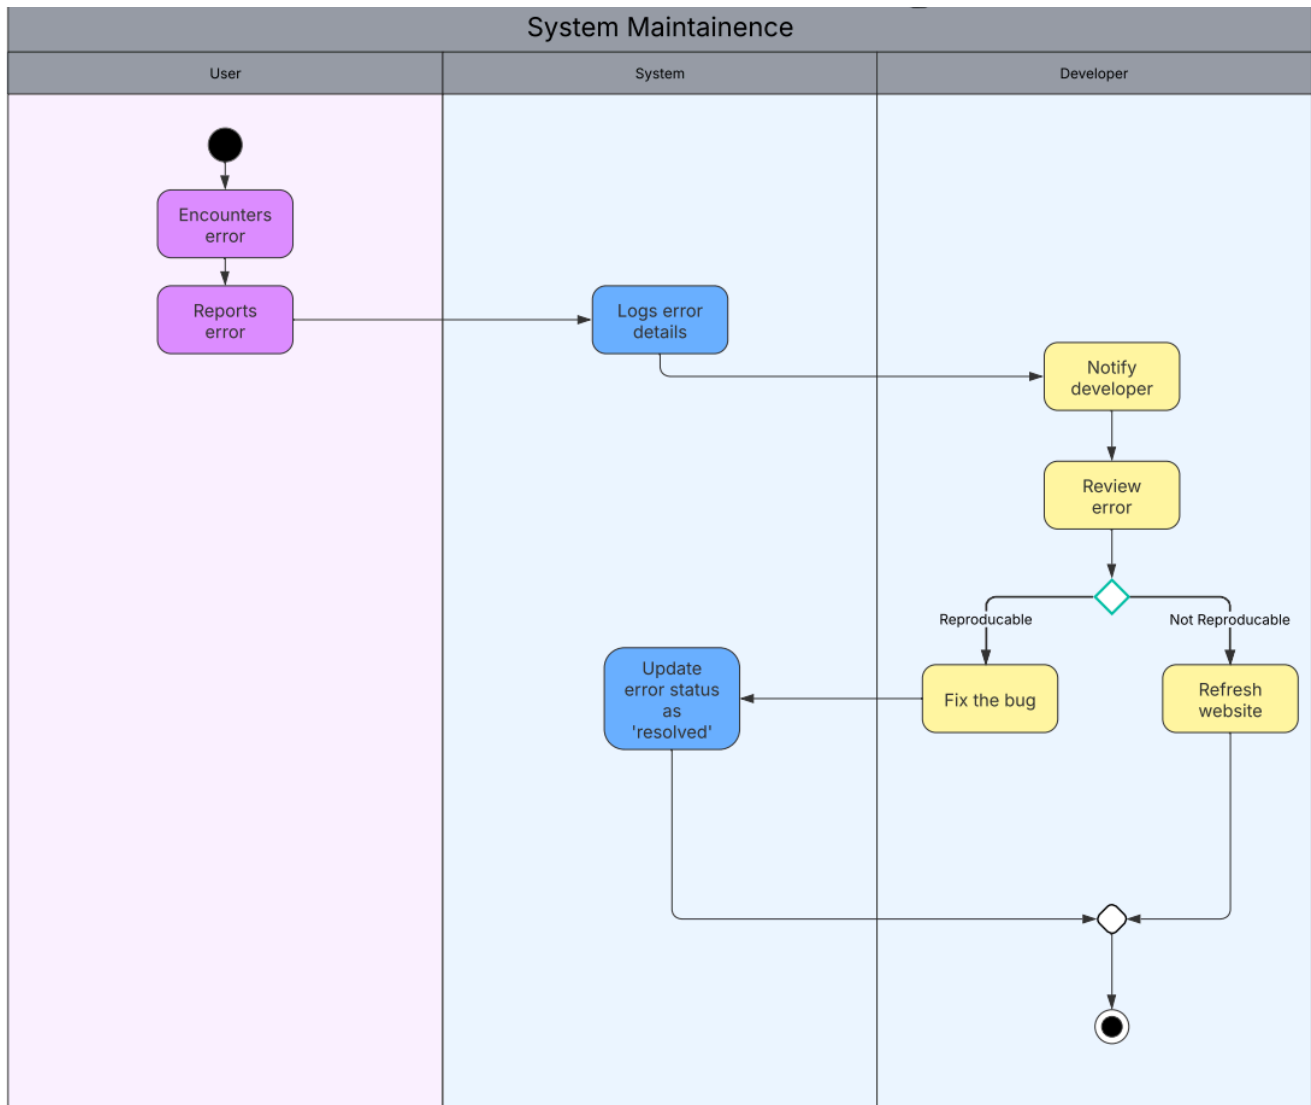 System Maintainence
User
System
Developer
Encounters
error
Reports
error
Logs error
details
Notify
developer
Review
error
Reproducable
Not Reproducable
Update
error status
as
'resolved'
Fix the bug
Refresh
website